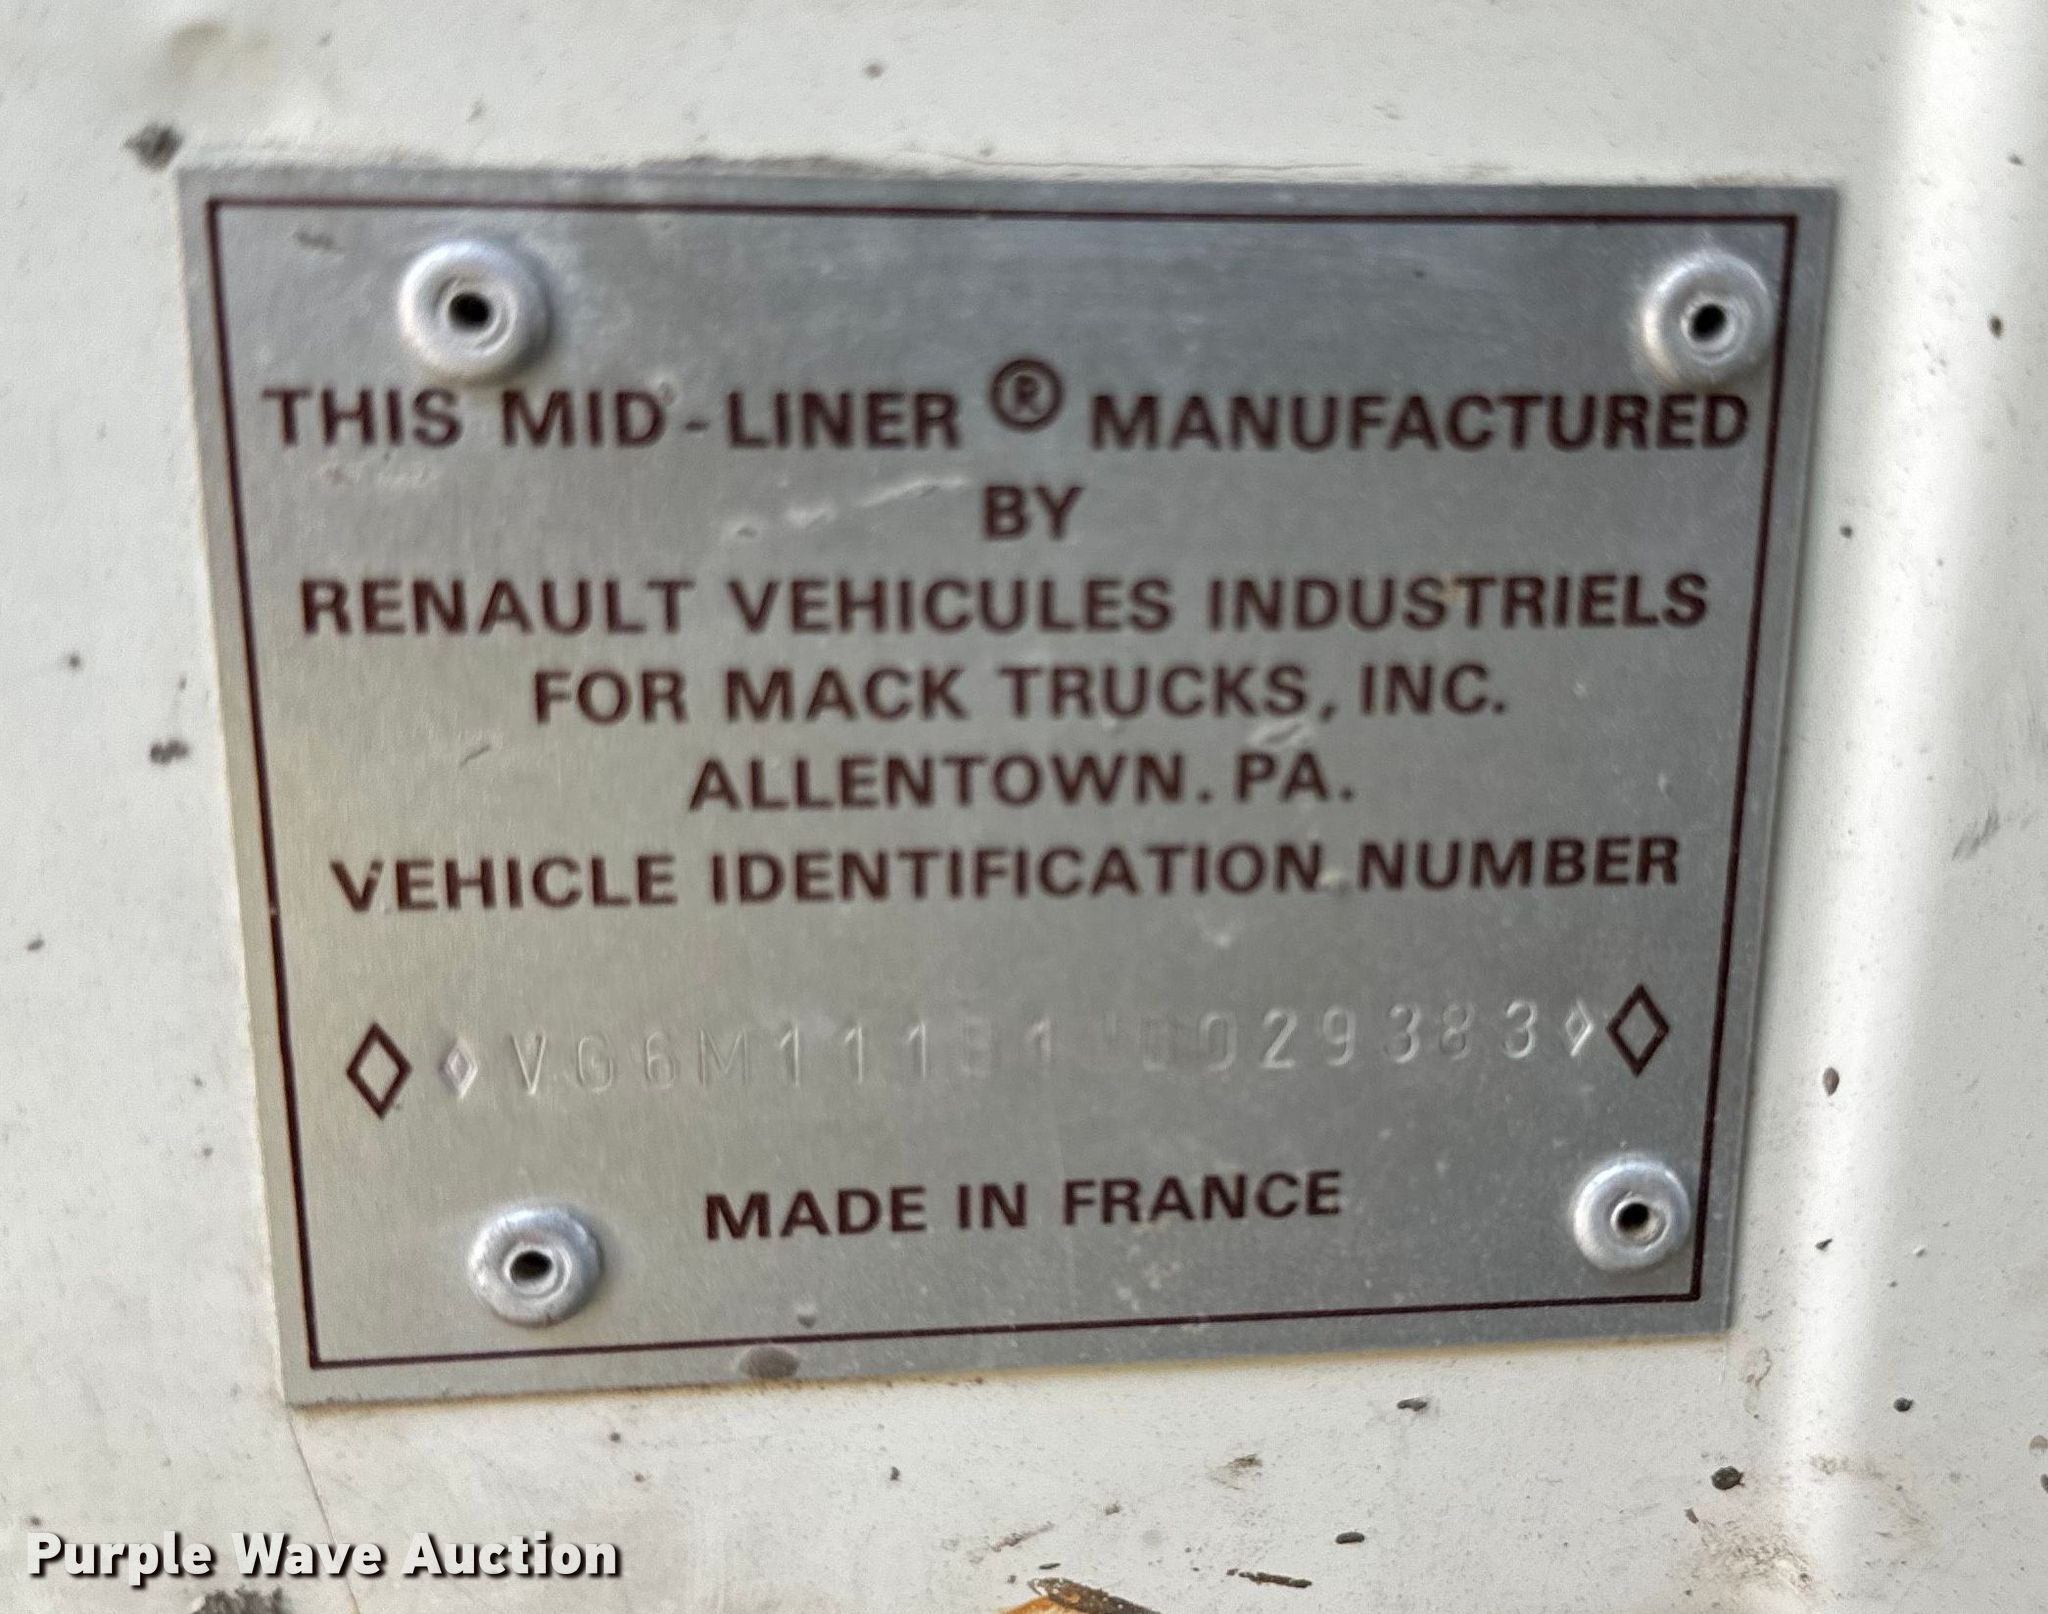 THIS MID-LINER ® MANUFACTURED
BY
RENAULT VEHICULES INDUSTRIELS
FOR MACK TRUCKS, INC.
ALLENTOWN. PA.
VEHICLE IDENTIFICATION NUMBER
MADE IN FRANCE
Purple Wave Auction